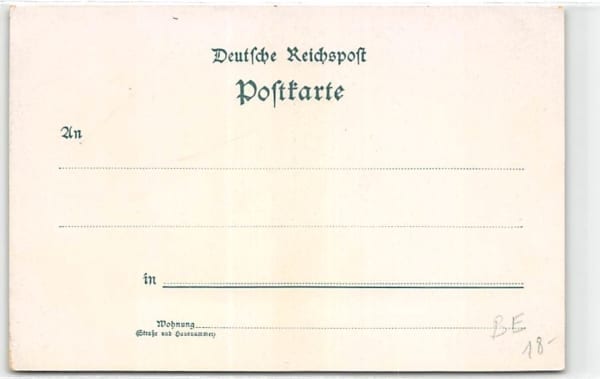 Deutſche Reichspoſt
Poſtkarte
An
in
Wohnung
(Straße und Hausnummer)
BE
18-